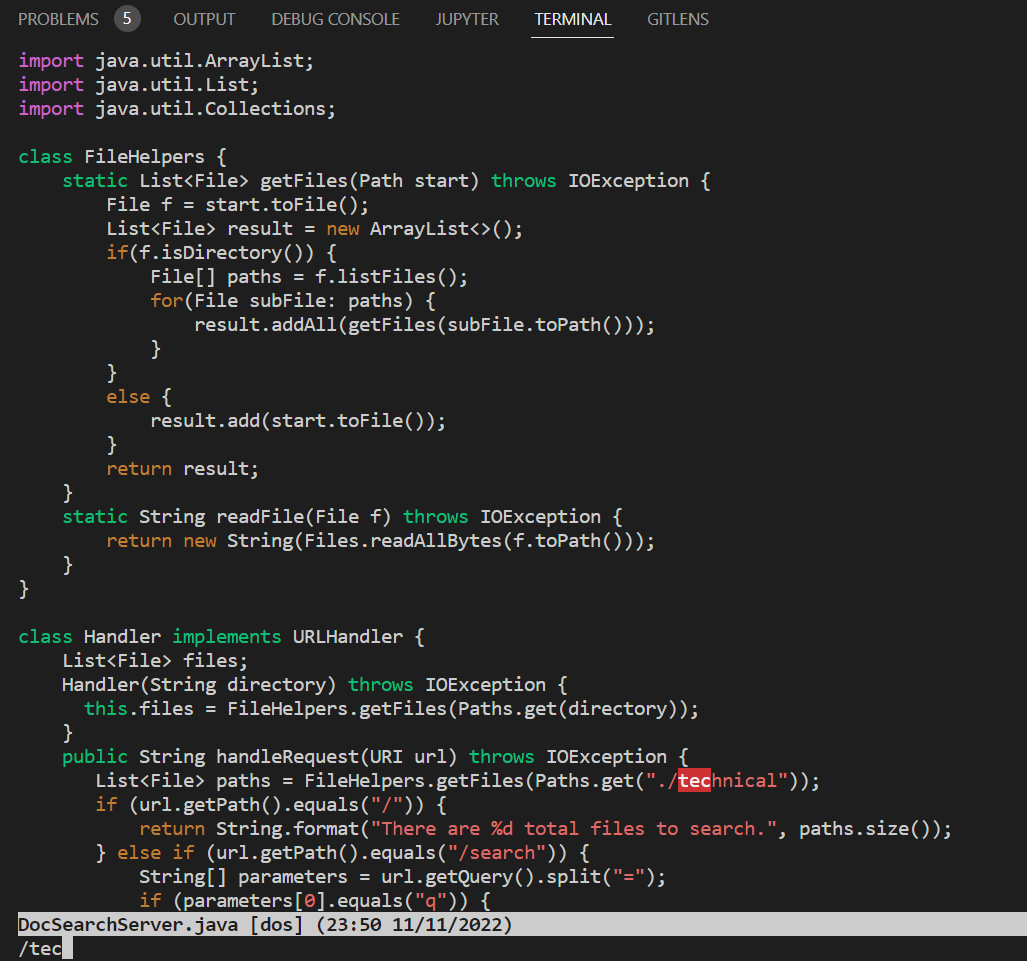 PROBLEMS 5 OUTPUT DEBUG CONSOLE JUPYTER TERMINAL GITLENS
import java.util.ArrayList;
import java.util.List;
import java.util.Collections;

class FileHelpers {
    static List<File> getFiles(Path start) throws IOException {
        File f = start.toFile();
        List<File> result = new ArrayList<>();
        if(f.isDirectory()) {
            File[] paths = f.listFiles();
            for(File subFile: paths) {
                result.addAll(getFiles(subFile.toPath()));
            }
        }
        else {
            result.add(start.toFile());
        }
        return result;
    }
    static String readFile(File f) throws IOException {
        return new String(Files.readAllBytes(f.toPath()));
    }
}

class Handler implements URLHandler {
    List<File> files;
    Handler(String directory) throws IOException {
      this.files = FileHelpers.getFiles(Paths.get(directory));
    }
    public String handleRequest(URI url) throws IOException {
       List<File> paths = FileHelpers.getFiles(Paths.get("./technical"));
       if (url.getPath().equals("/")) {
           return String.format("There are %d total files to search.", paths.size());
       } else if (url.getPath().equals("/search")) {
           String[] parameters = url.getQuery().split("=");
           if (parameters[0].equals("q")) {
DocSearchServer.java [dos] (23:50 11/11/2022)
/tec